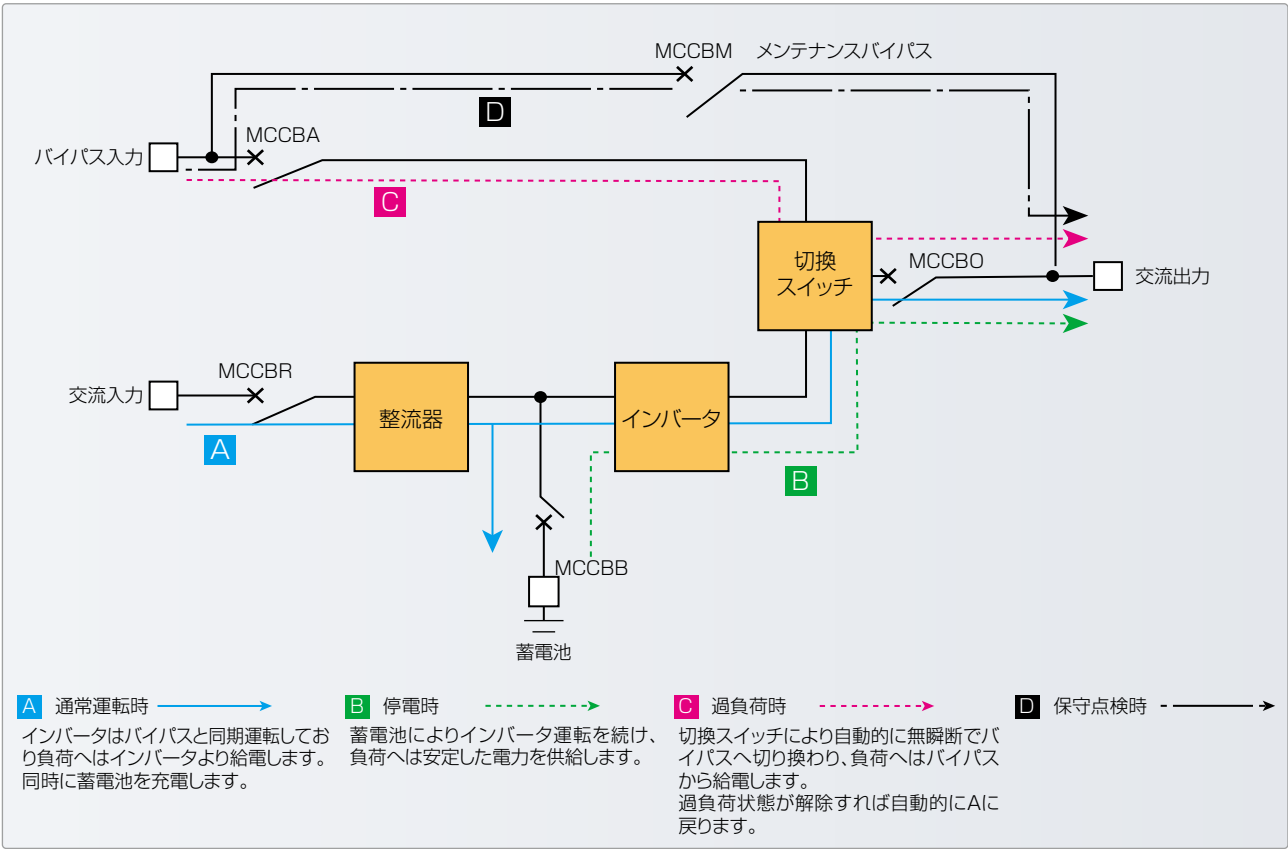 MCCBM メンテナンスバイパス
D
MCCBA
バイパス入力
C
切換
スイッチ
MCCBO
交流出力
MCCBR
交流入力
整流器
インバータ
A
B
MCCBB
蓄電池
A 通常運転時
インバータはバイパスと同期運転してお
り負荷へはインバータより給電します。
同時に蓄電池を充電します。
B 停電時
蓄電池によりインバータ運転を続け、
負荷へは安定した電力を供給します。
C 過負荷時
切換スイッチにより自動的に無瞬断でバ
イパスへ切り換わり、負荷へはバイパス
から給電します。
過負荷状態が解除すれば自動的にAに
戻ります。
D 保守点検時